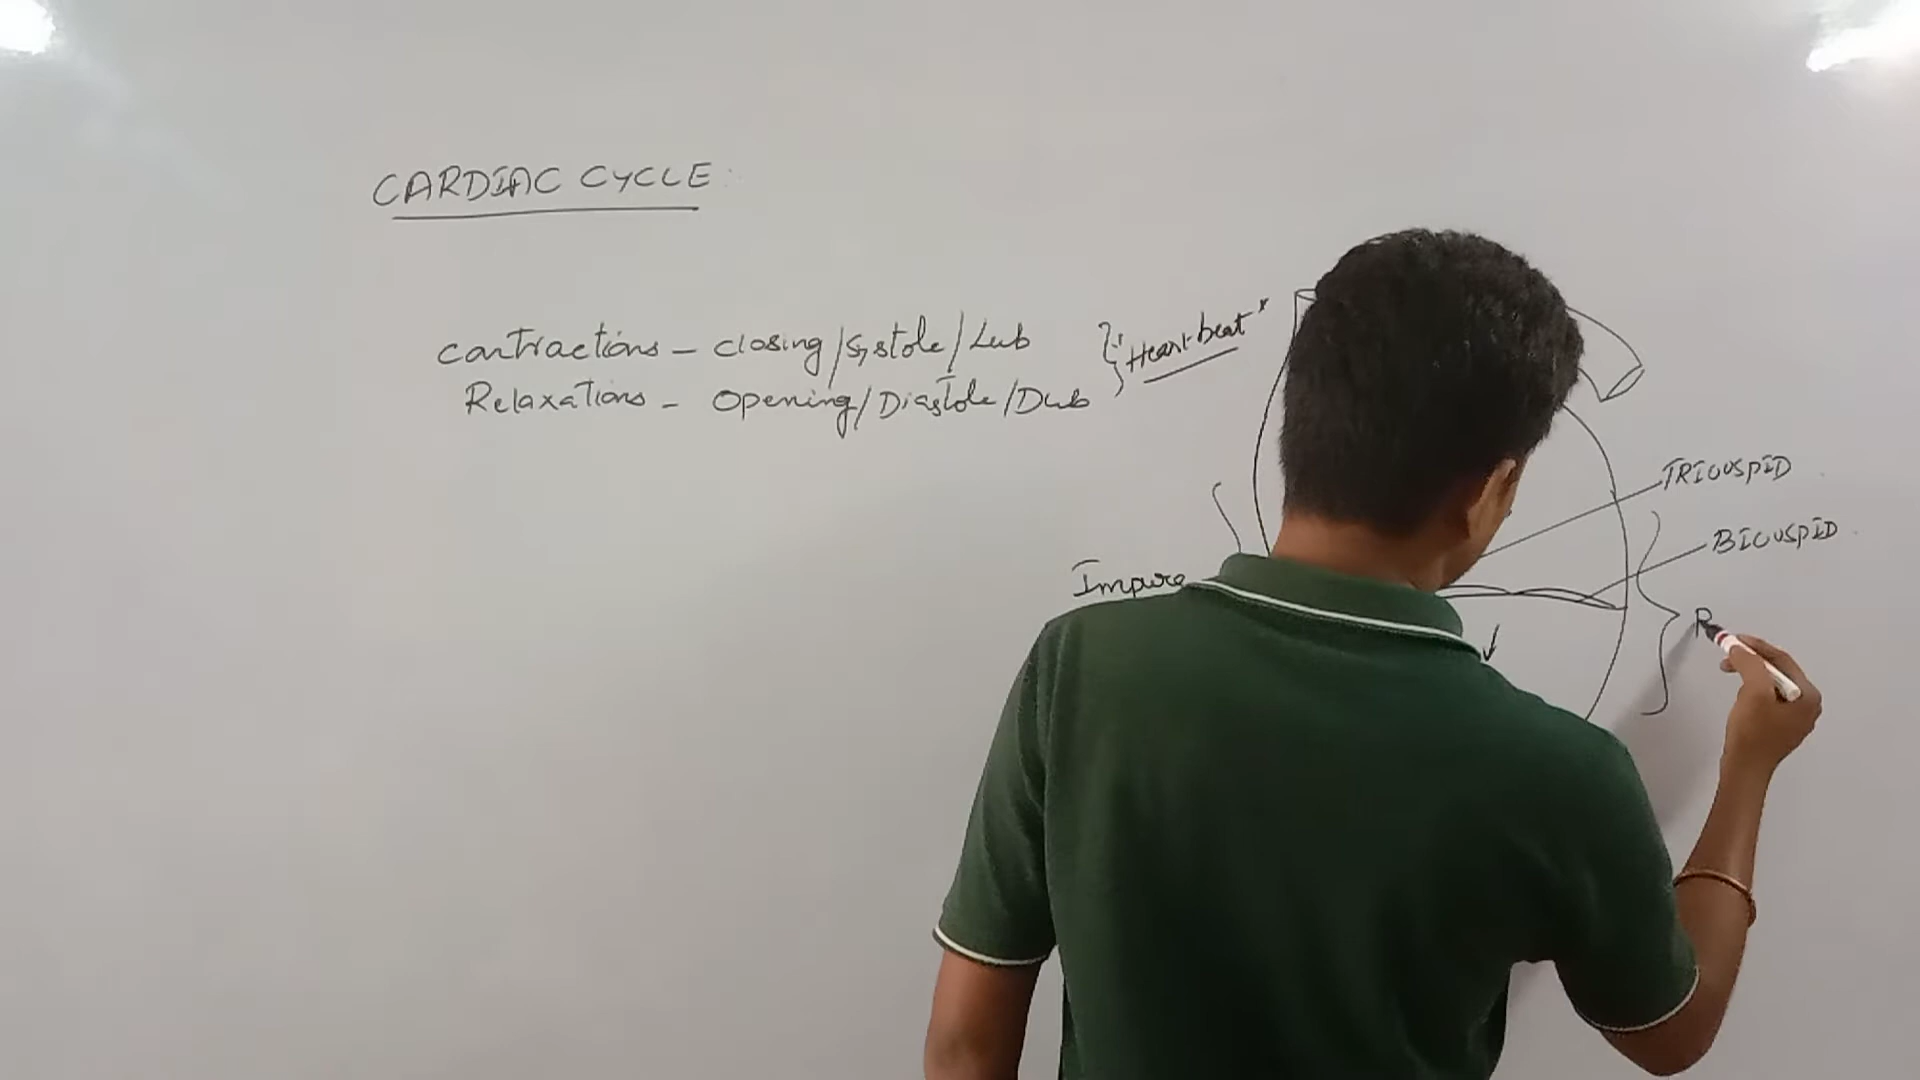 CARDIAC CYCLE:
Contractions - closing/Systole/Lub
Relaxations - Opening/Diastole/Dub
Heart beat
TRICUSPID
BICUSPID
Impure
P